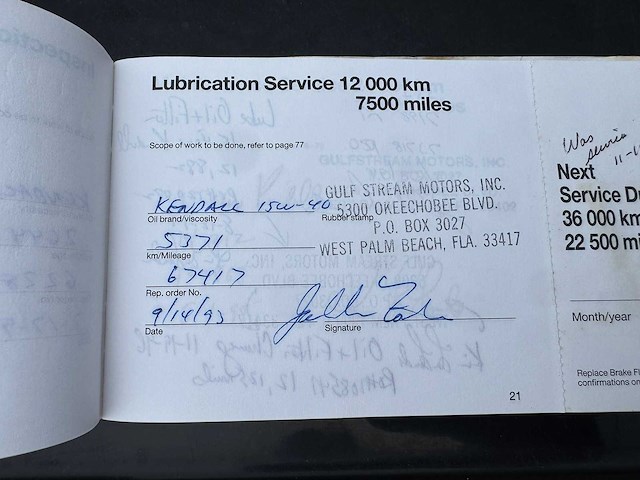 Lubrication Service 12 000 km
7500 miles
Scope of work to be done, refer to page 77
KENDALL 15W-40
Oil brand/viscosity
5371
km/Mileage
67417
Rep. order No.
9/14/93
Date
GULF STREAM MOTORS, INC.
5300 OKEECHOBEE BLVD.
Rubber stamp
P.O. BOX 3027
WEST PALM BEACH, FLA. 33417
Signature
21
Was
service
11-1
Next
Service Du
36 000 km
22 500 mi
Month/year
Replace Brake Fl
confirmations on